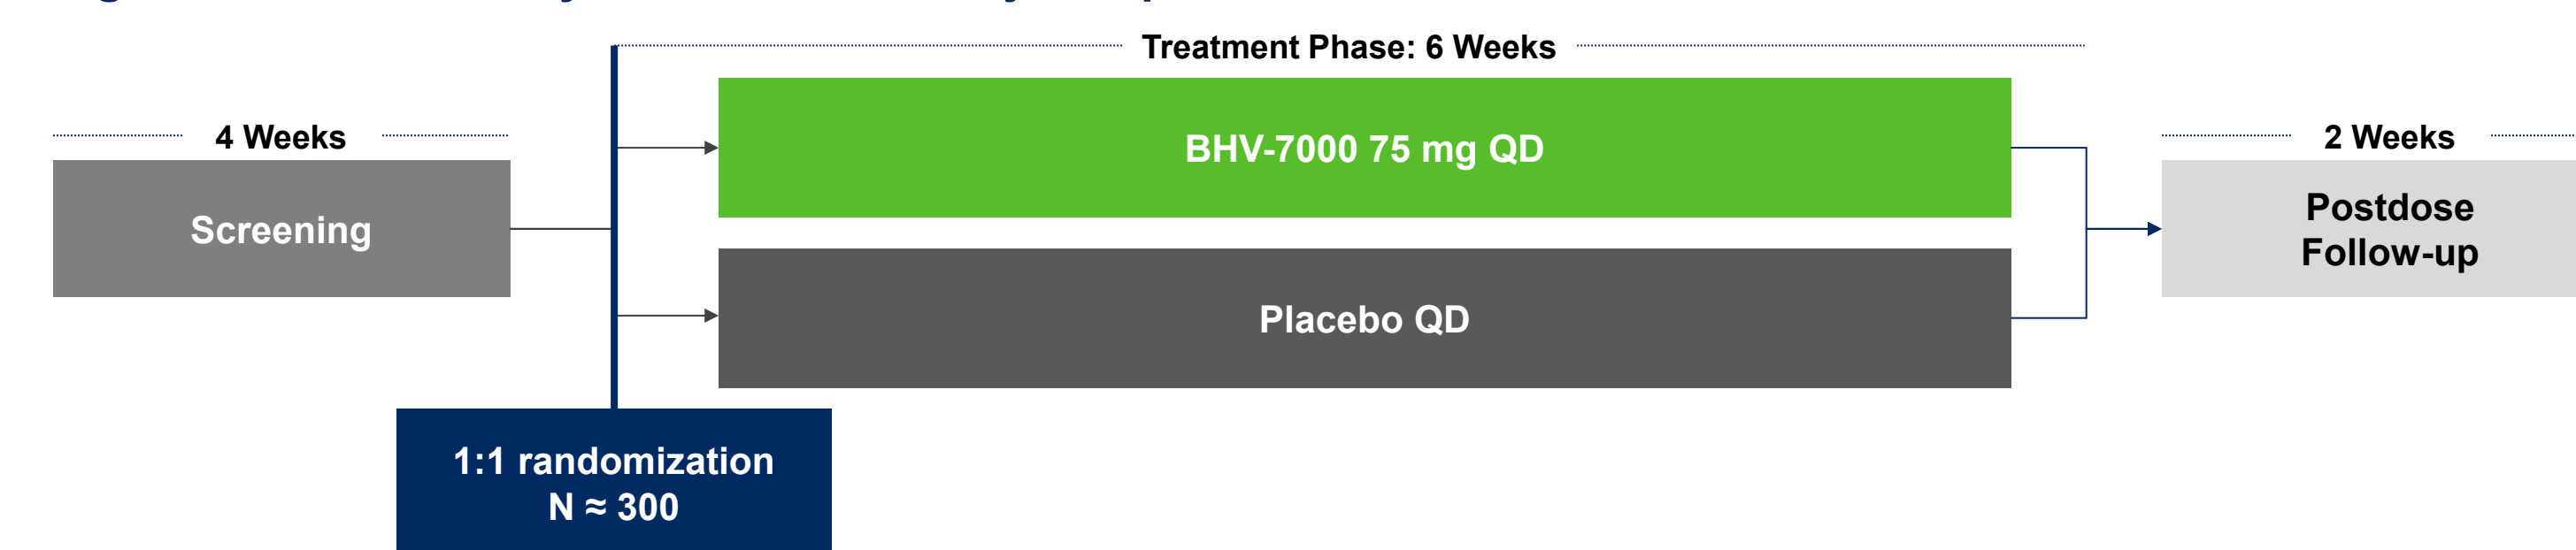 Treatment Phase: 6 Weeks
4 Weeks
Screening
BHV-7000 75 mg QD
Placebo QD
1:1 randomization
N ≈ 300
2 Weeks
Postdose
Follow-up